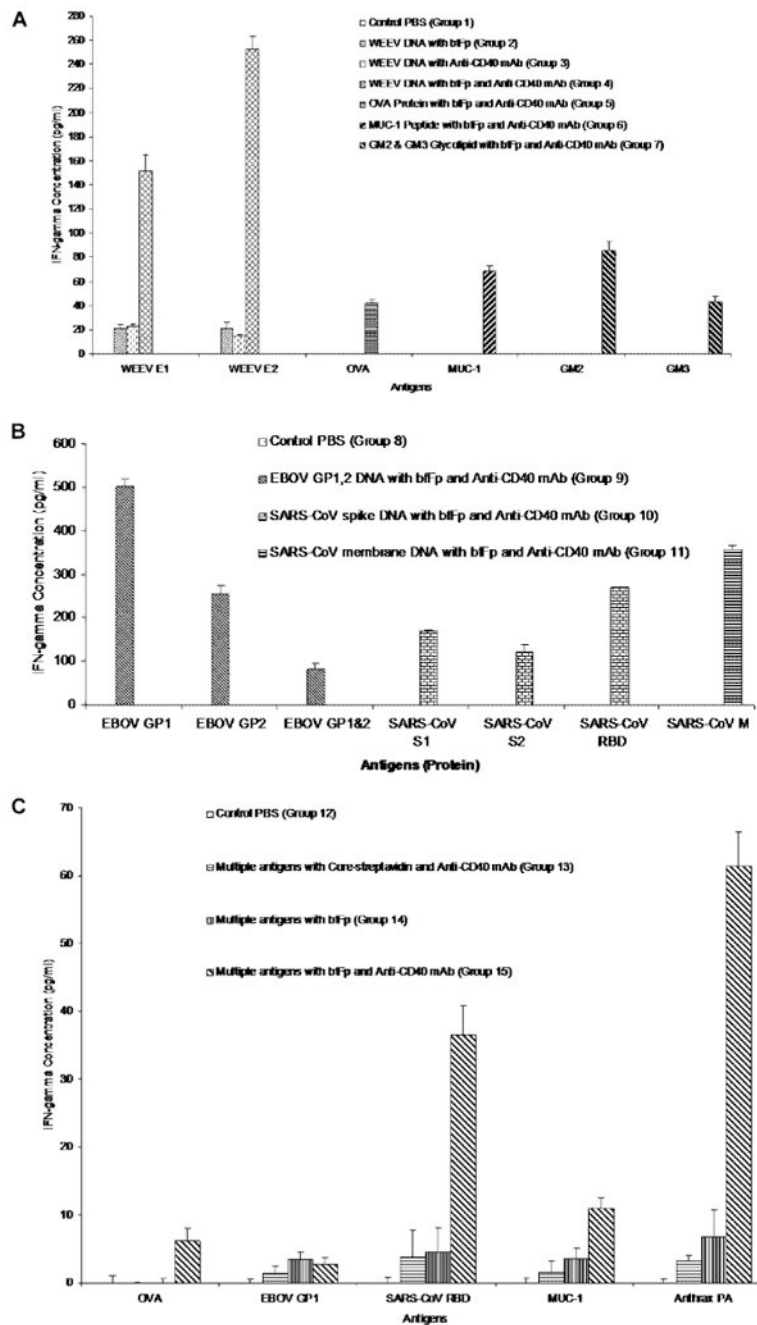 A
IFN-gamma Concentration (pg/ml)
280
260
240
220
200
180
160
140
120
100
80
60
40
20
0
Control PBS (Group 1)
WEEV DNA with bfFp (Group 2)
WEEV DNA with Anti-CD40 mAb (Group 3)
WEEV DNA with bfFp and Anti-CD40 mAb (Group 4)
OVA Protein with bfFp and Anti-CD40 mAb (Group 5)
MUC-1 Peptide with bfFp and Anti-CD40 mAb (Group 6)
GM2 & GM3 Glycolipid with bfFp and Anti-CD40 mAb (Group 7)
WEEV E1 WEEV E2 OVA MUC-1 GM2 GM3
Antigens
B
IFN-gamma Concentration (pg/ml)
600
500
400
300
200
100
0
Control PBS (Group 8)
EBOV GP1,2 DNA with bfFp and Anti-CD40 mAb (Group 9)
SARS-CoV spike DNA with bfFp and Anti-CD40 mAb (Group 10)
SARS-CoV membrane DNA with bfFp and Anti-CD40 mAb (Group 11)
EBOV GP1 EBOV GP2 EBOV GP1&2 SARS-CoV SARS-CoV SARS-CoV SARS-CoV M
S1 S2 RBD
Antigens (Protein)
C
IFN-gamma Concentration (pg/ml)
70
60
50
40
30
20
10
0
Control PBS (Group 12)
Multiple antigens with Core-streptavidin and Anti-CD40 mAb (Group 13)
Multiple antigens with bfFp (Group 14)
Multiple antigens with bfFp and Anti-CD40 mAb (Group 15)
OVA EBOV GP1 SARS-CoV RBD MUC-1 Anthrax PA
Antigens